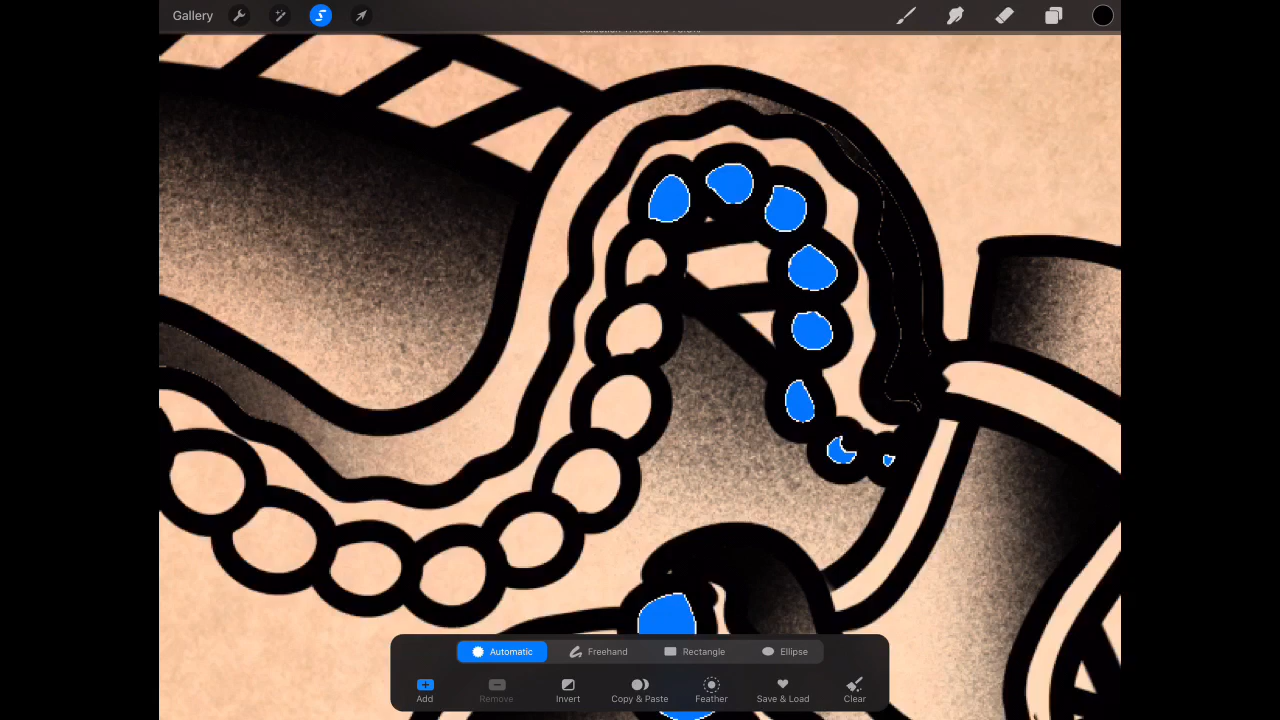 Gallery
Automatic
Freehand
Rectangle
Ellipse
Add
Remove
Invert
Copy & Paste
Feather
Save & Load
Clear